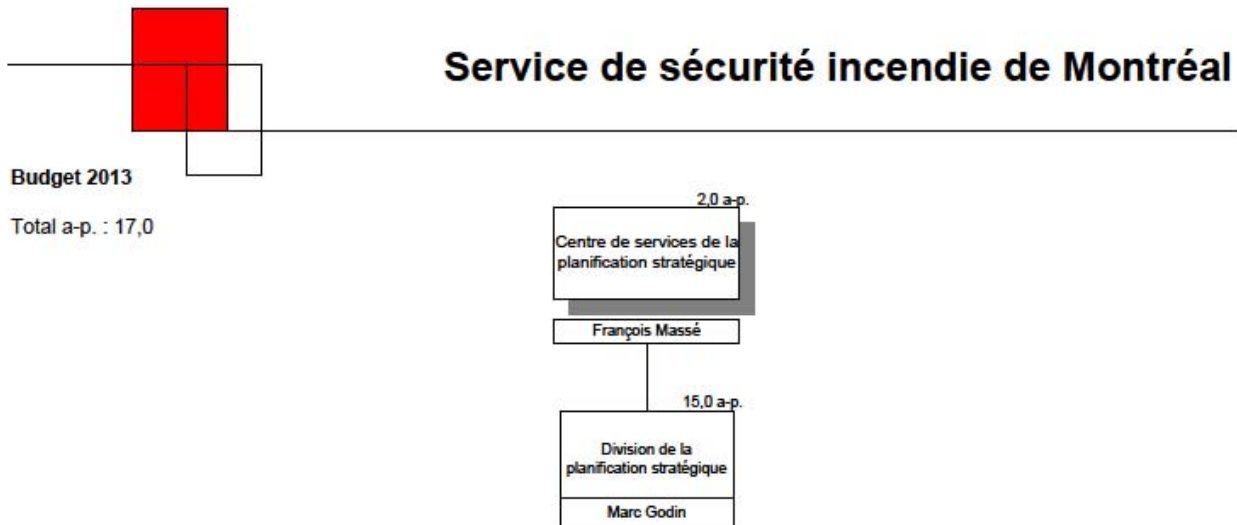 Service de sécurité incendie de Montréal
Budget 2013
Total a-p. : 17,0
2,0 a-p.
Centre de services de la
planification stratégique
François Massé
15,0 a-p.
Division de la
planification stratégique
Marc Godin